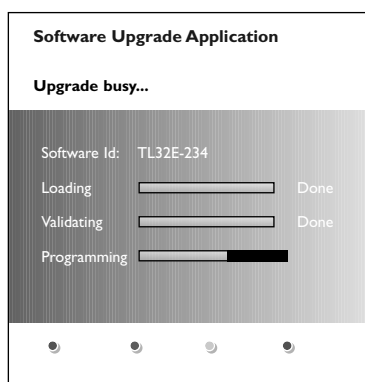 Software Upgrade Application
Upgrade busy...
Software Id: TL32E-234
Loading Done
Validating Done
Programming